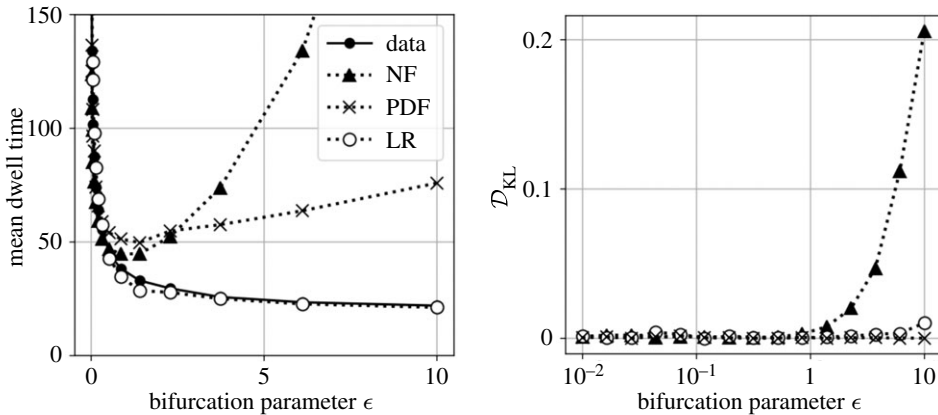 150
100
50
0
mean dwell time
data
NF
PDF
LR
0
5
10
bifurcation parameter ϵ
0.2
0.1
0
𝒟KL
10⁻²
10⁻¹
1
10
bifurcation parameter ϵ